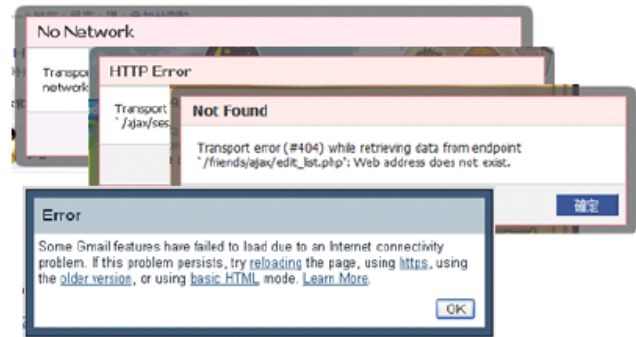 No Network
Transpo
network
HTTP Error
Transport
`/ajax/ses
Not Found
Transport error (#404) while retrieving data from endpoint
`/friends/ajax/edit_list.php': Web address does not exist.
確定
Error
Some Gmail features have failed to load due to an Internet connectivity
problem. If this problem persists, try reloading the page, using https, using
the older version, or using basic HTML mode. Learn More.
OK